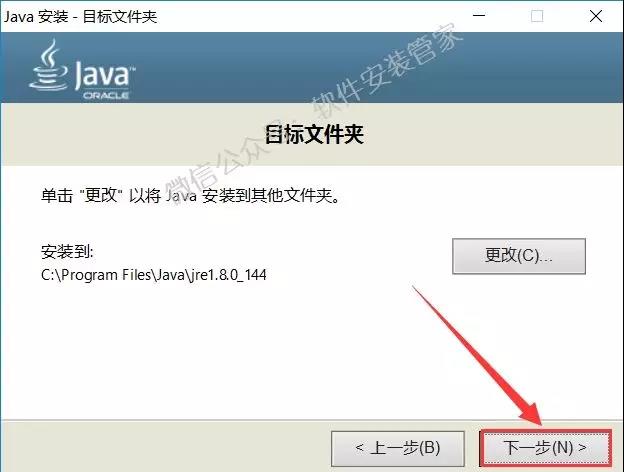 Java 安装 - 目标文件夹
Java™
ORACLE
微信公众号：软件安装管家
目标文件夹
单击 "更改" 以将 Java 安装到其他文件夹。
安装到:
C:\Program Files\Java\jre1.8.0_144
更改(C)...
< 上一步(B)
下一步(N) >